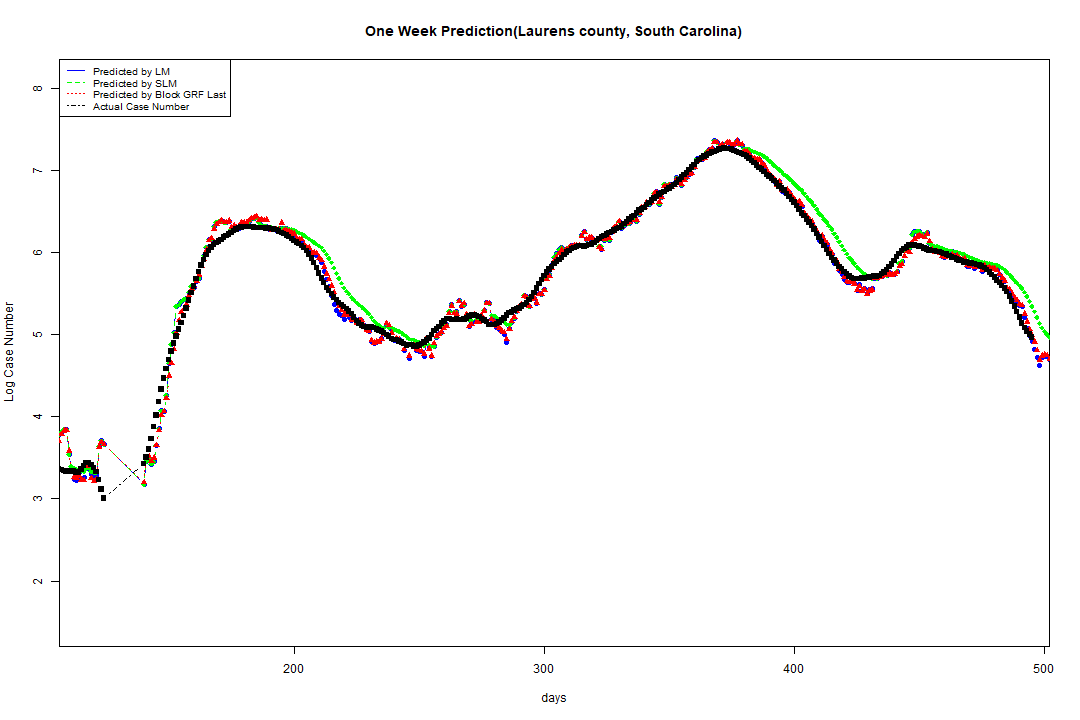 One Week Prediction(Laurens county, South Carolina)
Predicted by LM
Predicted by SLM
Predicted by Block GRF Last
Actual Case Number
8
7
6
5
4
3
2
Log Case Number
200
300
400
500
days